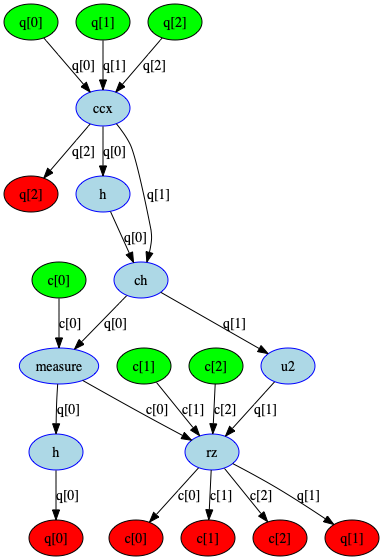 q[0] q[1] q[2]
q[0] q[1] q[2]
ccx
q[2] q[0]
q[2] h q[1]
q[0]
c[0] ch
c[0] q[0] q[1]
measure c[1] c[2] u2
q[0] c[0] c[1] c[2] q[1]
h rz
q[0] c[0] c[1] c[2] q[1]
q[0] c[0] c[1] c[2] q[1]